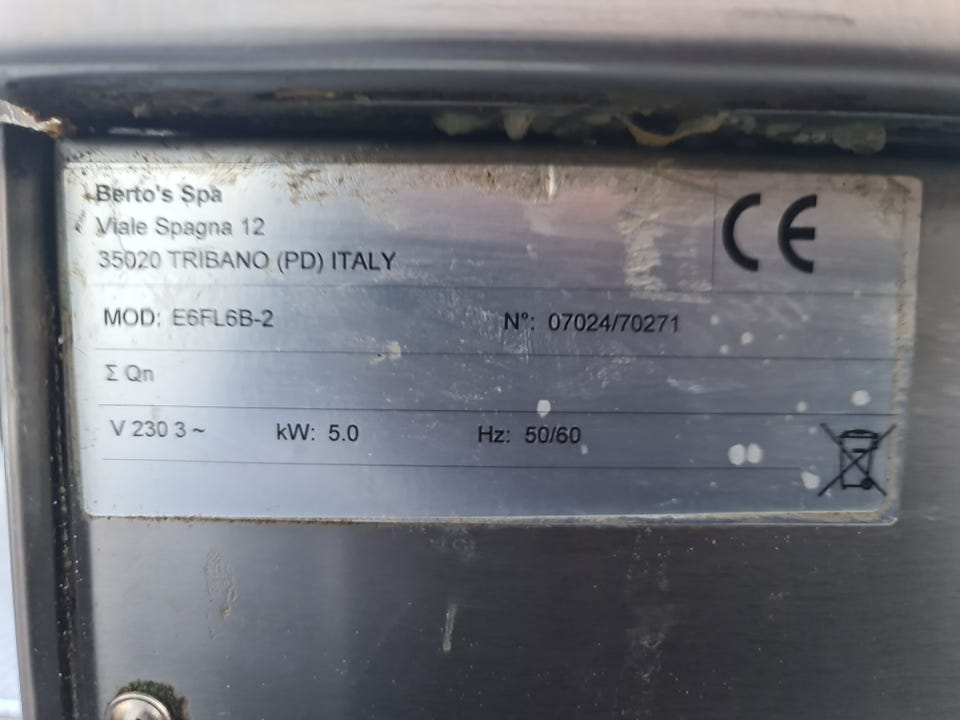 Berto's Spa
Viale Spagna 12
35020 TRIBANO (PD) ITALY
CE
MOD: E6FL6B-2 N°: 07024/70271
Σ Qn
V 230 3 ~ kW: 5.0 Hz: 50/60